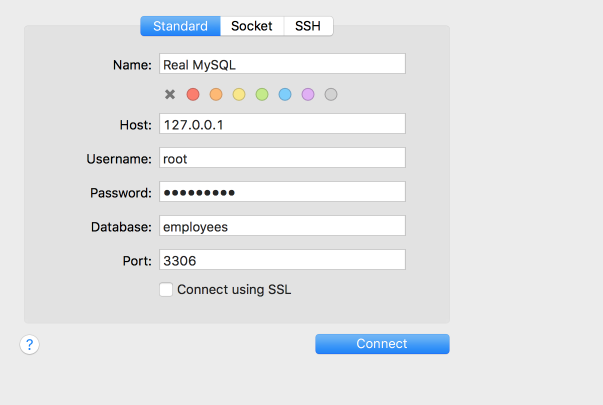 Standard Socket SSH
Name: Real MySQL
Host: 127.0.0.1
Username: root
Password: •••••••••
Database: employees
Port: 3306
Connect using SSL
? Connect